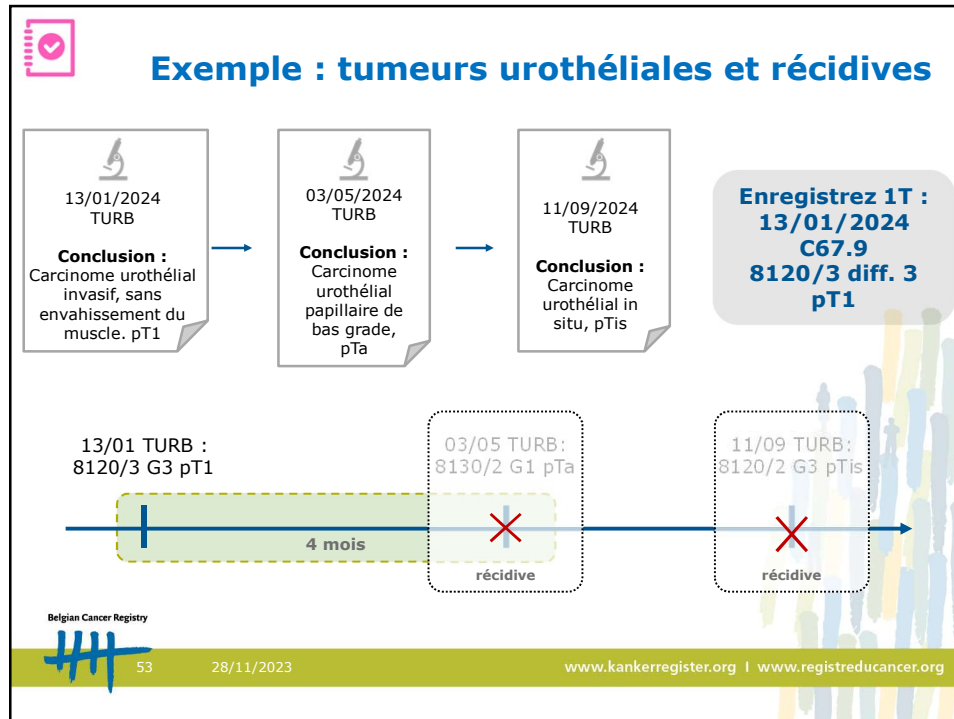 Exemple : tumeurs urothéliales et récidives
13/01/2024
TURB
Conclusion :
Carcinome urothélial
invasif, sans
envahissement du
muscle. pT1
03/05/2024
TURB
Conclusion :
Carcinome
urothélial
papillaire de
bas grade,
pTa
11/09/2024
TURB
Conclusion :
Carcinome
urothélial in
situ, pTis
Enregistrez 1T :
13/01/2024
C67.9
8120/3 diff. 3
pT1
13/01 TURB :
8120/3 G3 pT1
03/05 TURB:
8130/2 G1 pTa
11/09 TURB:
8120/2 G3 pTis
4 mois
récidive
récidive
Belgian Cancer Registry
53 28/11/2023 www.kankerregister.org I www.registreducancer.org